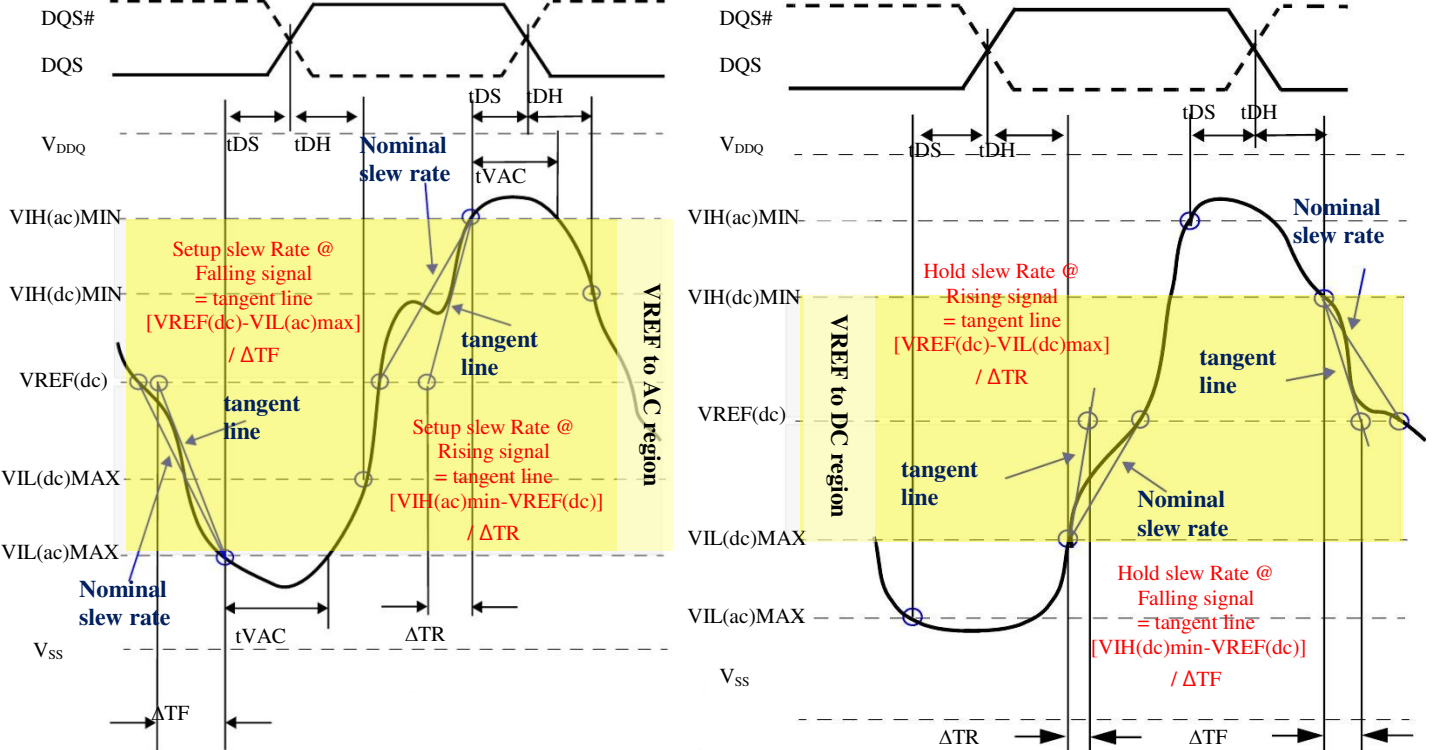 DQS#
DQS
tDS
tDH
tDS
tDH
VDDQ
Nominal
slew rate
tVAC
VIH(ac)MIN
Setup slew Rate @
Falling signal
= tangent line
[VREF(dc)-VIL(ac)max]
/ ΔTF
VIH(dc)MIN
tangent
line
VREF(dc)
tangent
line
Setup slew Rate @
Rising signal
= tangent line
[VIH(ac)min-VREF(dc)]
/ ΔTR
VREF to AC region
VIL(dc)MAX
VIL(ac)MAX
Nominal
slew rate
tVAC
ΔTR
VSS
ΔTF
DQS#
DQS
tDS
tDH
tDS
tDH
VDDQ
VIH(ac)MIN
Nominal
slew rate
Hold slew Rate @
Rising signal
= tangent line
[VREF(dc)-VIL(dc)max]
/ ΔTR
VIH(dc)MIN
VREF to DC region
tangent
line
VREF(dc)
tangent
line
Nominal
slew rate
VIL(dc)MAX
Hold slew Rate @
Falling signal
= tangent line
[VIH(dc)min-VREF(dc)]
/ ΔTF
VIL(ac)MAX
VSS
ΔTR
ΔTF